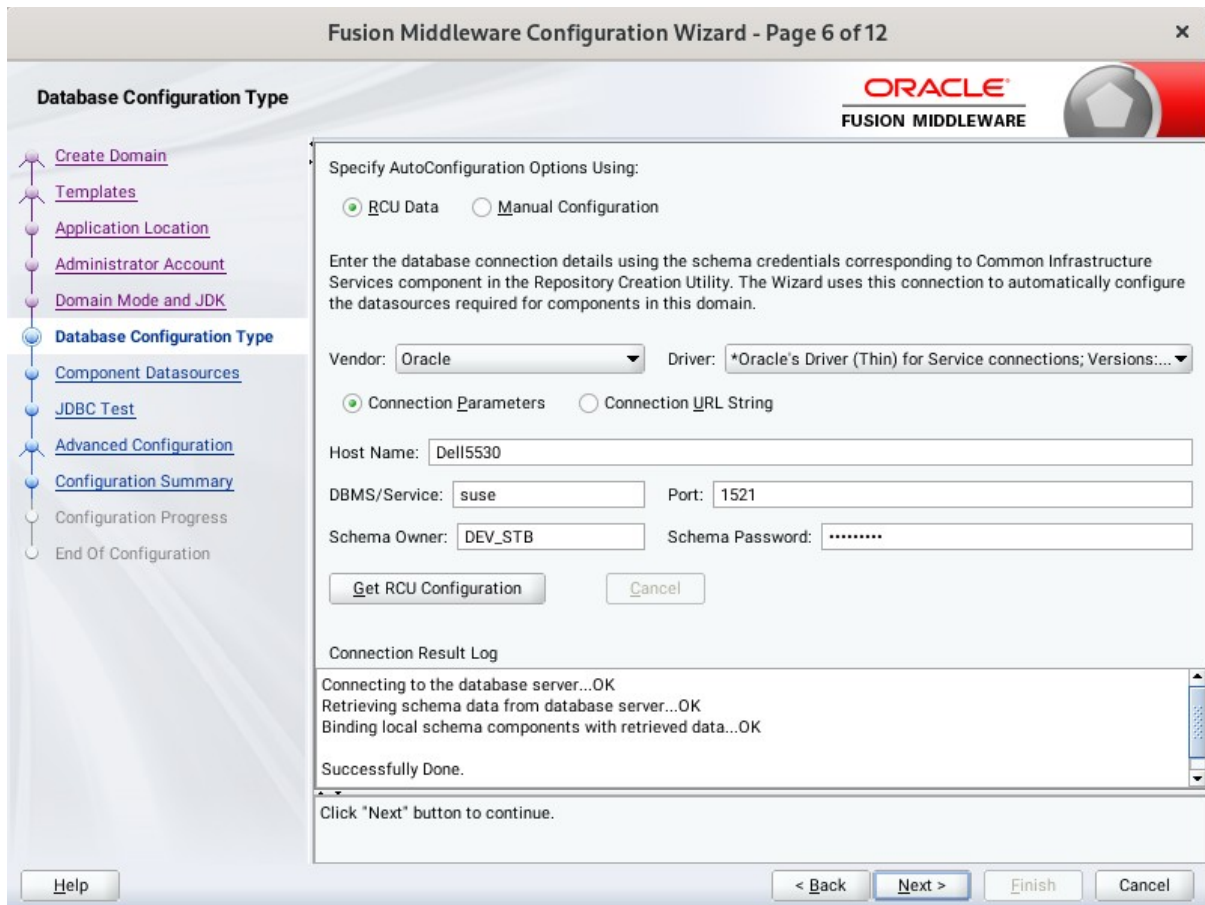 Fusion Middleware Configuration Wizard - Page 6 of 12
×
Database Configuration Type
ORACLE
FUSION MIDDLEWARE
Create Domain
Templates
Application Location
Administrator Account
Domain Mode and JDK
Database Configuration Type
Component Datasources
JDBC Test
Advanced Configuration
Configuration Summary
Configuration Progress
End Of Configuration
Specify AutoConfiguration Options Using:
RCU Data Manual Configuration
Enter the database connection details using the schema credentials corresponding to Common Infrastructure
Services component in the Repository Creation Utility. The Wizard uses this connection to automatically configure
the datasources required for components in this domain.
Vendor: Oracle Driver: *Oracle's Driver (Thin) for Service connections; Versions:...
Connection Parameters Connection URL String
Host Name: Dell5530
DBMS/Service: suse Port: 1521
Schema Owner: DEV_STB Schema Password: •••••••••
Get RCU Configuration Cancel
Connection Result Log
Connecting to the database server...OK
Retrieving schema data from database server...OK
Binding local schema components with retrieved data...OK
Successfully Done.
Click "Next" button to continue.
Help < Back Next > Finish Cancel